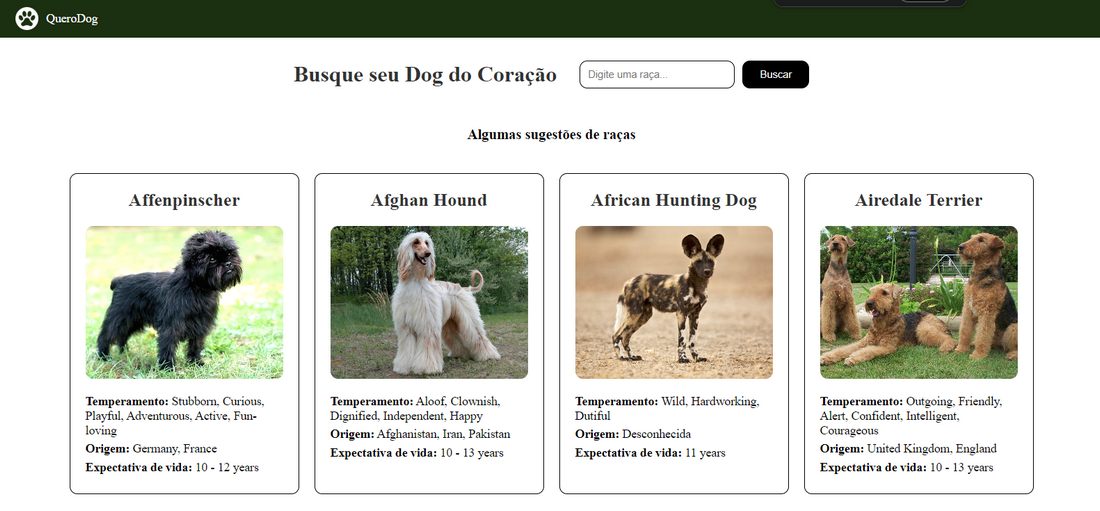 QueroDog
Busque seu Dog do Coração
Digite uma raça...
Buscar
Algumas sugestões de raças
Affenpinscher
Temperamento: Stubborn, Curious,
Playful, Adventurous, Active, Fun-
loving
Origem: Germany, France
Expectativa de vida: 10 - 12 years
Afghan Hound
Temperamento: Aloof, Clownish,
Dignified, Independent, Happy
Origem: Afghanistan, Iran, Pakistan
Expectativa de vida: 10 - 13 years
African Hunting Dog
Temperamento: Wild, Hardworking,
Dutiful
Origem: Desconhecida
Expectativa de vida: 11 years
Airedale Terrier
Temperamento: Outgoing, Friendly,
Alert, Confident, Intelligent,
Courageous
Origem: United Kingdom, England
Expectativa de vida: 10 - 13 years